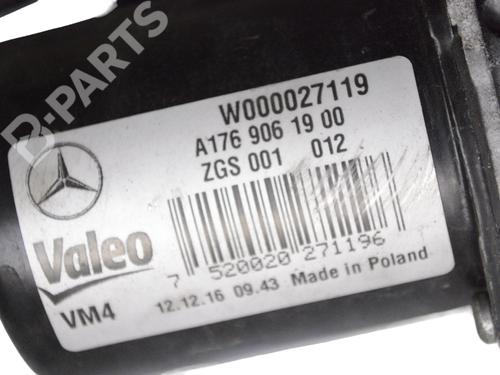 B-PARTS
W000027119
A176 906 19 00
ZGS 001 012
Valeo
7 520020 271196
VM4
12.12.16 09.43 Made in Poland